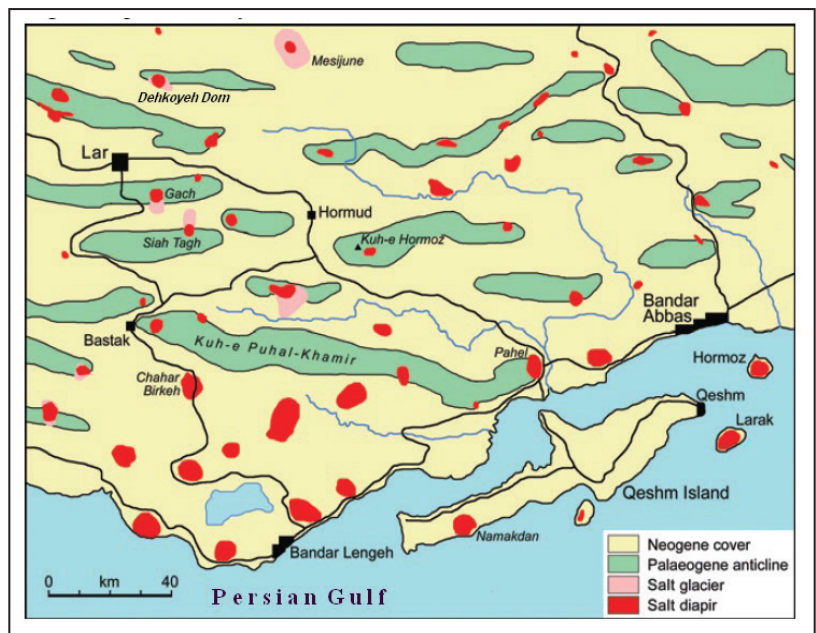 Mesijune
Dehkoyeh Dom
Lar
Gach
Hormud
Siah Tagh
Kuh-e Hormoz
Bandar
Abbas
Bastak
Kuh-e Puhal-Khamir
Pahel
Hormoz
Chahar
Birkeh
Qeshm
Larak
Qeshm Island
Namakdan
Bandar Lengeh
Neogene cover
Palaeogene anticline
Salt glacier
Salt diapir
0 km 40
Persian Gulf